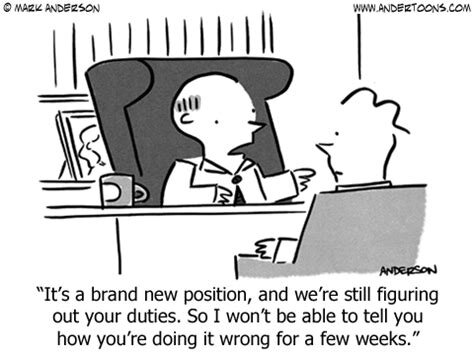 © MARK ANDERSON
WWW.ANDERTOONS.COM
ANDERSON
“It’s a brand new position, and we’re still figuring
out your duties. So I won’t be able to tell you
how you’re doing it wrong for a few weeks.”